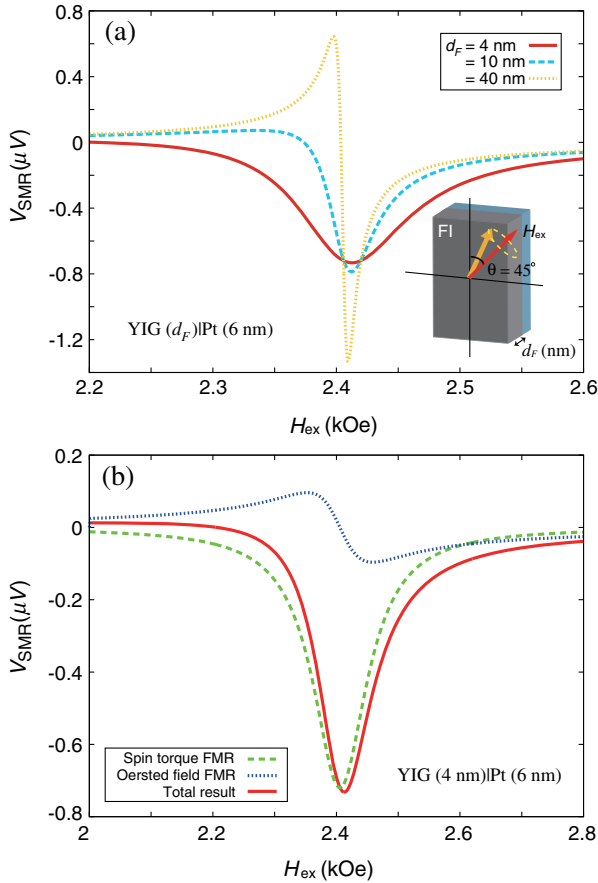 (a)
d_F = 4 nm
= 10 nm
= 40 nm
0.6
0.2
0
-0.4
-0.8
-1.2
V_SMR (μV)
FI
H_ex
θ = 45°
d_F (nm)
YIG (d_F)||Pt (6 nm)
2.2 2.3 2.4 2.5 2.6
H_ex (kOe)
(b)
0.2
0
-0.2
-0.4
-0.6
-0.8
V_SMR (μV)
Spin torque FMR
Oersted field FMR
Total result
YIG (4 nm)||Pt (6 nm)
2 2.2 2.4 2.6 2.8
H_ex (kOe)